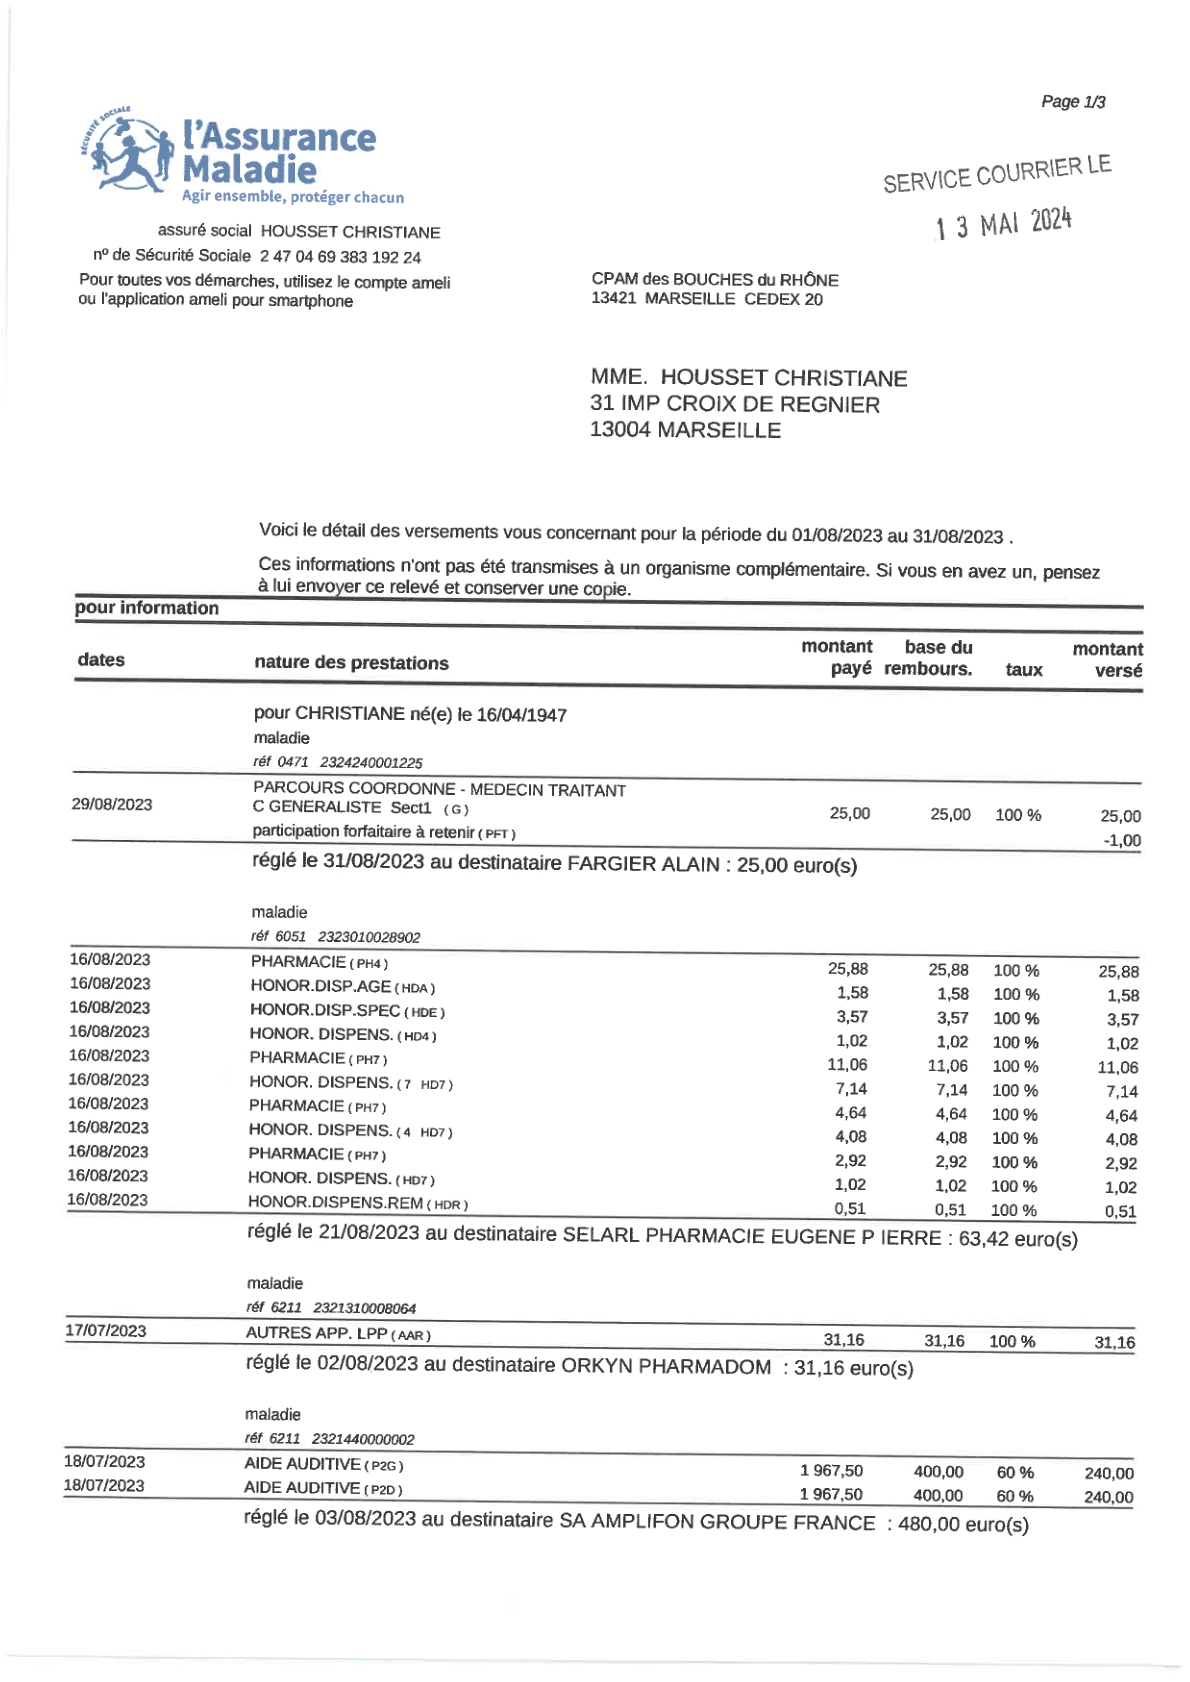 Page 1/3
SÉCURITÉ SOCIALE
l'Assurance
Maladie
Agir ensemble, protéger chacun
SERVICE COURRIER LE
13 MAI 2024
assuré social HOUSSET CHRISTIANE
nº de Sécurité Sociale 2 47 04 69 383 192 24
Pour toutes vos démarches, utilisez le compte ameli
ou l'application ameli pour smartphone
CPAM des BOUCHES du RHÔNE
13421 MARSEILLE CEDEX 20
MME. HOUSSET CHRISTIANE
31 IMP CROIX DE REGNIER
13004 MARSEILLE
Voici le détail des versements vous concernant pour la période du 01/08/2023 au 31/08/2023 .
Ces informations n'ont pas été transmises à un organisme complémentaire. Si vous en avez un, pensez
à lui envoyer ce relevé et conserver une copie.
pour information
dates nature des prestations montant payé base du rembours. taux montant versé
pour CHRISTIANE né(e) le 16/04/1947
maladie
réf 0471 2324240001225
PARCOURS COORDONNE - MEDECIN TRAITANT
29/08/2023 C GENERALISTE Sect1 (G) 25,00 25,00 100 % 25,00
participation forfaitaire à retenir (PFT) -1,00
réglé le 31/08/2023 au destinataire FARGIER ALAIN : 25,00 euro(s)
maladie
réf 6051 2323010028902
16/08/2023 PHARMACIE (PH4) 25,88 25,88 100 % 25,88
16/08/2023 HONOR.DISP.AGE (HDA) 1,58 1,58 100 % 1,58
16/08/2023 HONOR.DISP.SPEC (HDE) 3,57 3,57 100 % 3,57
16/08/2023 HONOR. DISPENS. (HD4) 1,02 1,02 100 % 1,02
16/08/2023 PHARMACIE (PH7) 11,06 11,06 100 % 11,06
16/08/2023 HONOR. DISPENS. (7 HD7) 7,14 7,14 100 % 7,14
16/08/2023 PHARMACIE (PH7) 4,64 4,64 100 % 4,64
16/08/2023 HONOR. DISPENS. (4 HD7) 4,08 4,08 100 % 4,08
16/08/2023 PHARMACIE (PH7) 2,92 2,92 100 % 2,92
16/08/2023 HONOR. DISPENS. (HD7) 1,02 1,02 100 % 1,02
16/08/2023 HONOR.DISPENS.REM (HDR) 0,51 0,51 100 % 0,51
réglé le 21/08/2023 au destinataire SELARL PHARMACIE EUGENE P IERRE : 63,42 euro(s)
maladie
réf 6211 2321310008064
17/07/2023 AUTRES APP. LPP (AAR) 31,16 31,16 100 % 31,16
réglé le 02/08/2023 au destinataire ORKYN PHARMADOM : 31,16 euro(s)
maladie
réf 6211 2321440000002
18/07/2023 AIDE AUDITIVE (P2G) 1 967,50 400,00 60 % 240,00
18/07/2023 AIDE AUDITIVE (P2D) 1 967,50 400,00 60 % 240,00
réglé le 03/08/2023 au destinataire SA AMPLIFON GROUPE FRANCE : 480,00 euro(s)